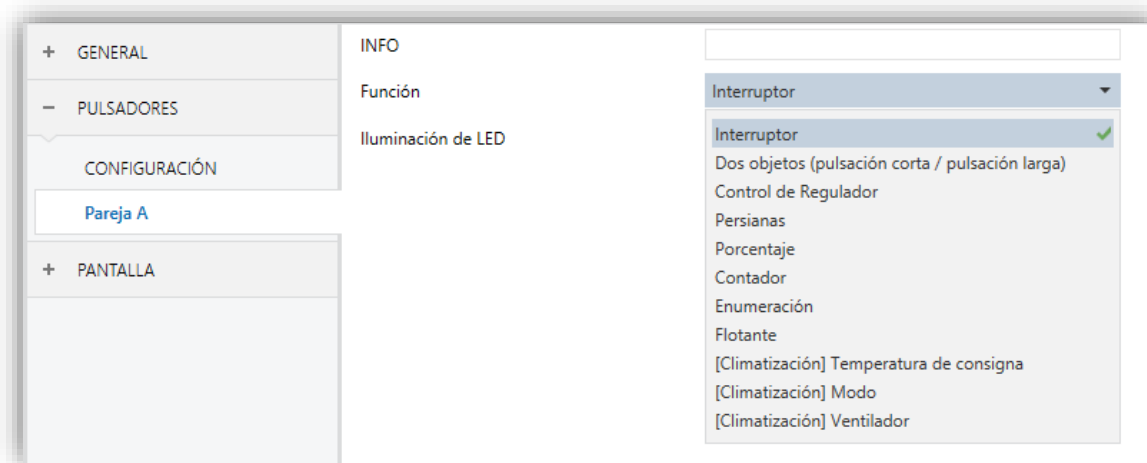 + GENERAL
− PULSADORES
CONFIGURACIÓN
Pareja A
+ PANTALLA
INFO
Función
Interruptor
Iluminación de LED
Interruptor
Dos objetos (pulsación corta / pulsación larga)
Control de Regulador
Persianas
Porcentaje
Contador
Enumeración
Flotante
[Climatización] Temperatura de consigna
[Climatización] Modo
[Climatización] Ventilador